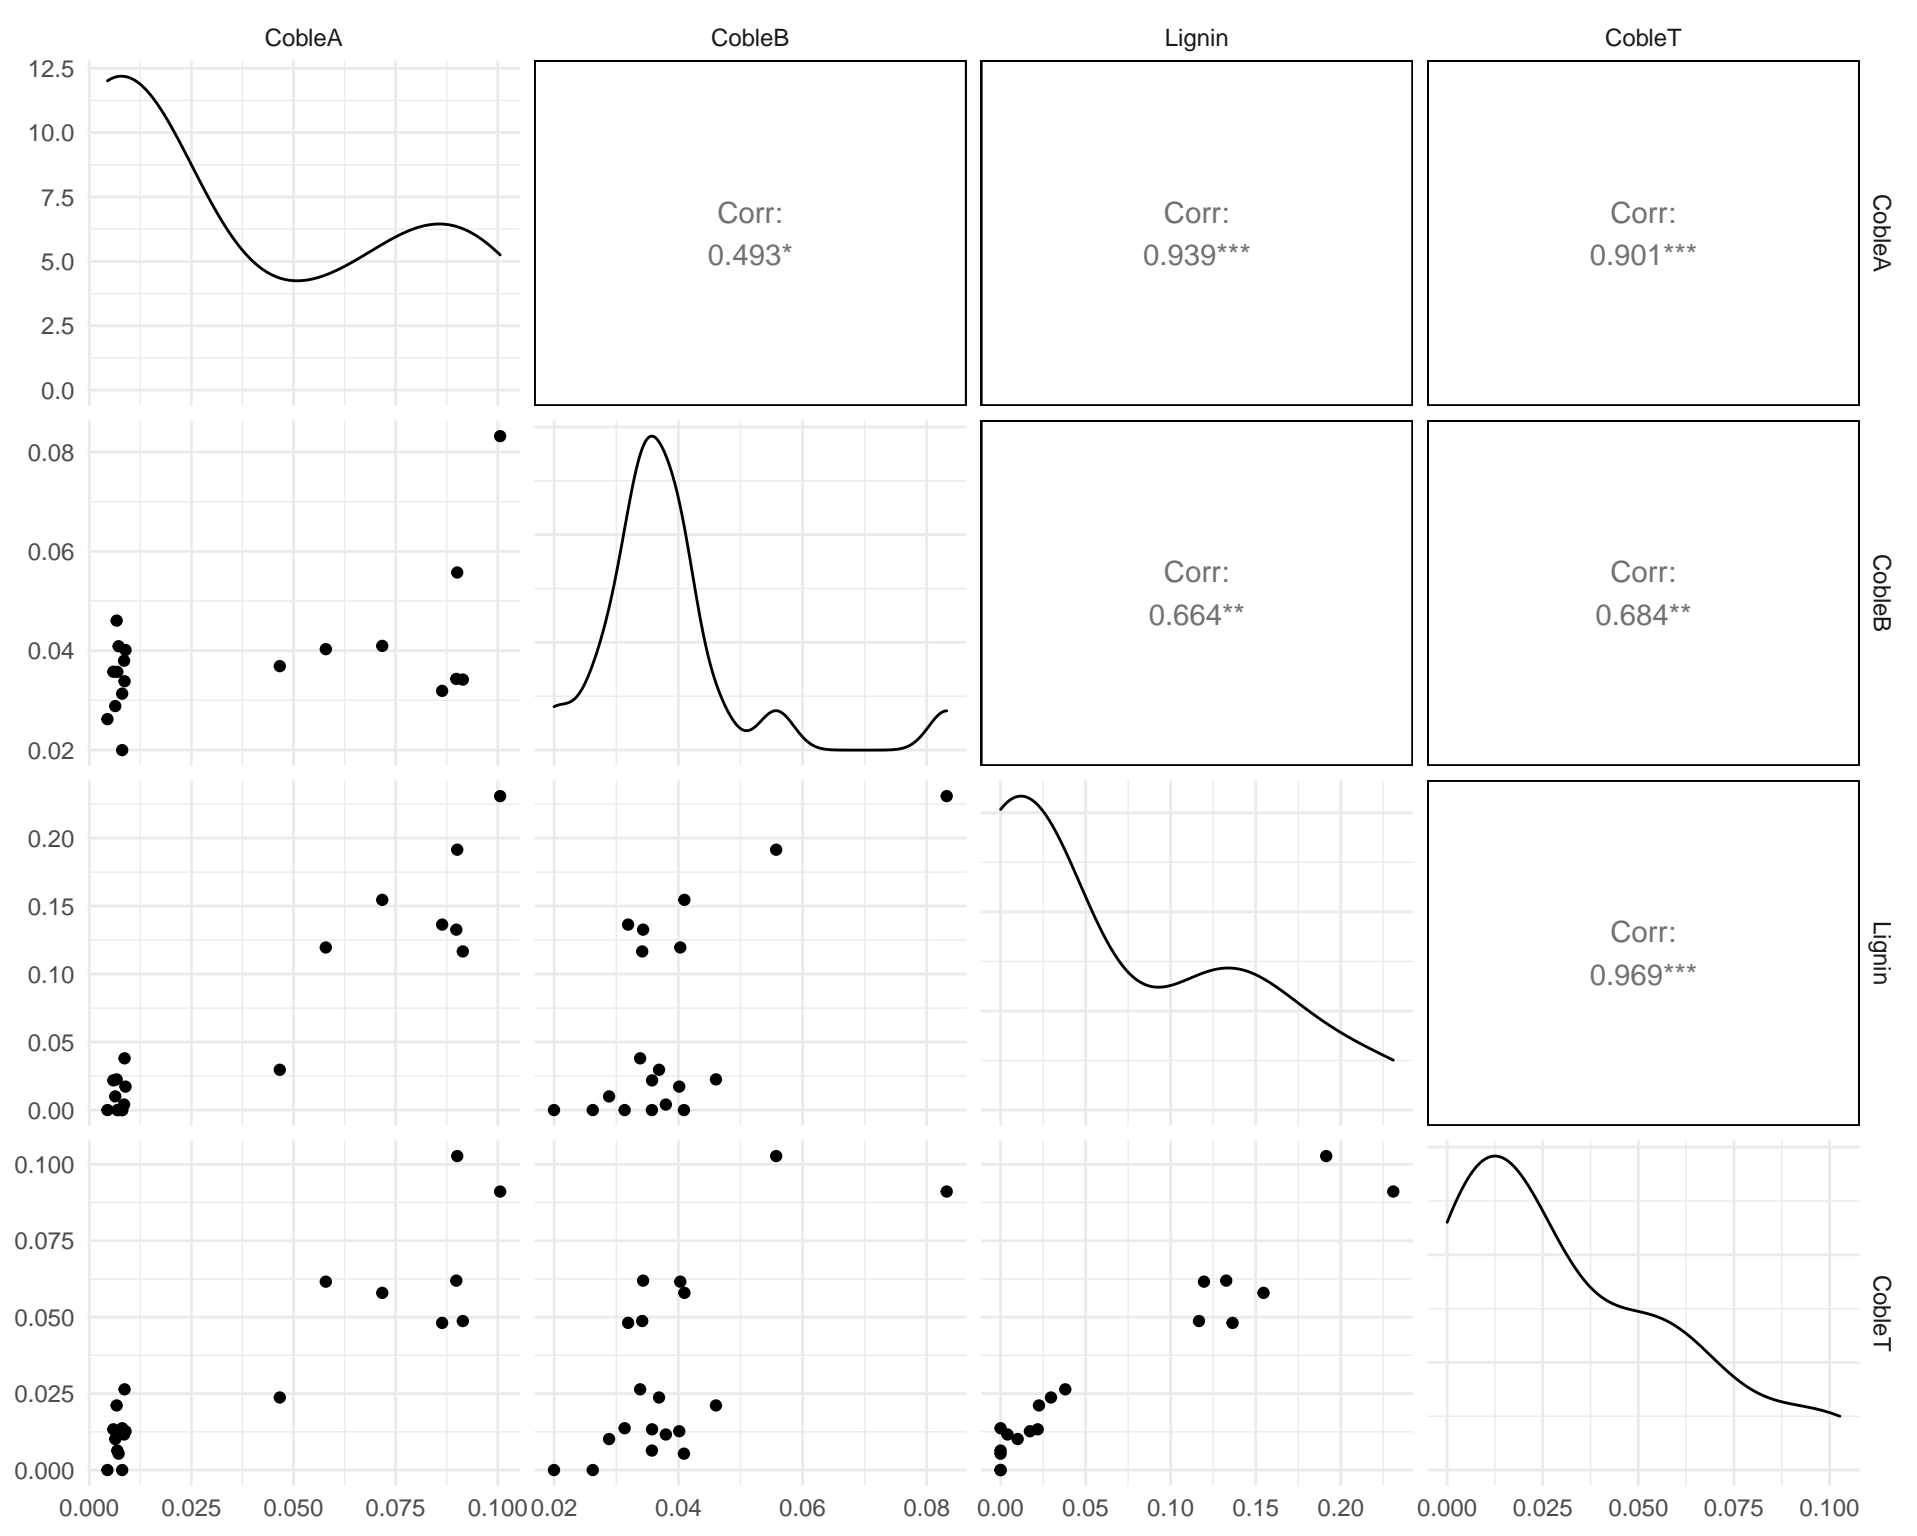 CobleA
CobleB
Lignin
CobleT
12.5
10.0
7.5
5.0
2.5
0.0
Corr:
0.493*
Corr:
0.939***
Corr:
0.901***
CobleA
0.08
0.06
0.04
0.02
Corr:
0.664**
Corr:
0.684**
CobleB
0.20
0.15
0.10
0.05
0.00
Corr:
0.969***
Lignin
0.100
0.075
0.050
0.025
0.000
CobleT
0.000 0.025 0.050 0.075 0.100
0.02 0.04 0.06 0.08
0.00 0.05 0.10 0.15 0.20
0.000 0.025 0.050 0.075 0.100